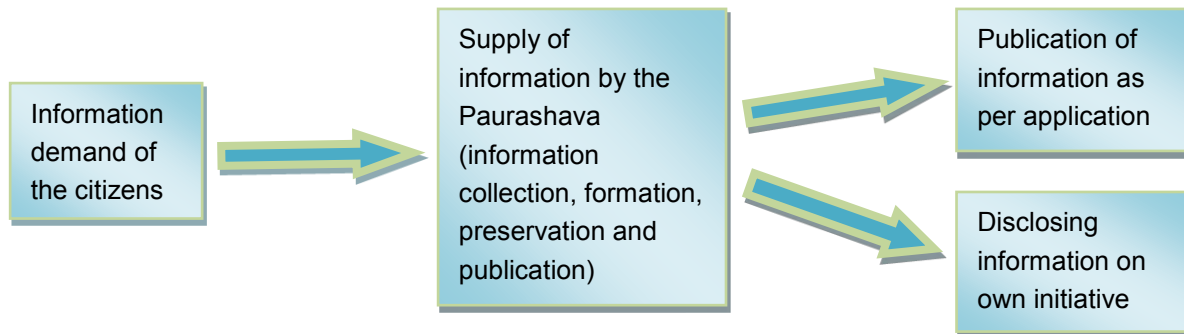 Information
demand of
the citizens
Supply of
information by the
Paurashava
(information
collection, formation,
preservation and
publication)
Publication of
information as
per application
Disclosing
information on
own initiative